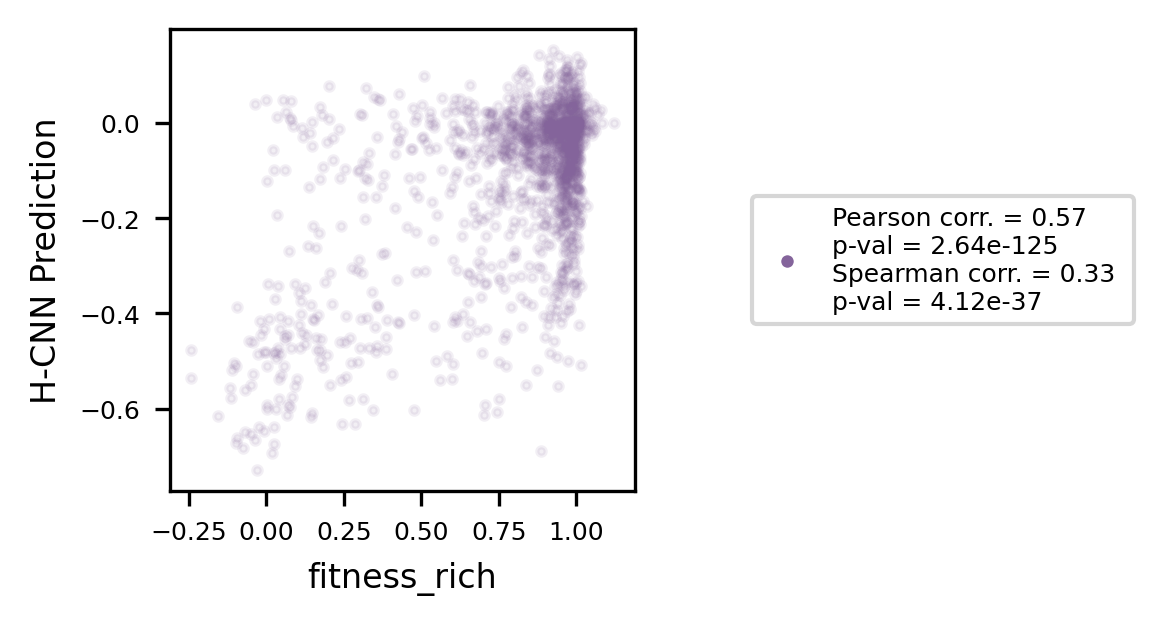 H-CNN Prediction
0.0
−0.2
−0.4
−0.6
−0.25 0.00 0.25 0.50 0.75 1.00
fitness_rich
Pearson corr. = 0.57
p-val = 2.64e-125
Spearman corr. = 0.33
p-val = 4.12e-37